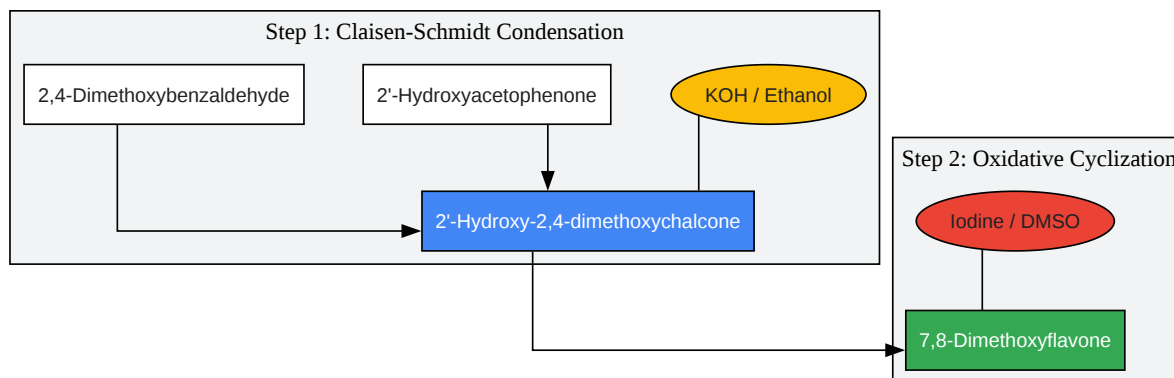 Step 1: Claisen-Schmidt Condensation
2,4-Dimethoxybenzaldehyde
2'-Hydroxyacetophenone
KOH / Ethanol
2'-Hydroxy-2,4-dimethoxychalcone
Step 2: Oxidative Cyclization
Iodine / DMSO
7,8-Dimethoxyflavone